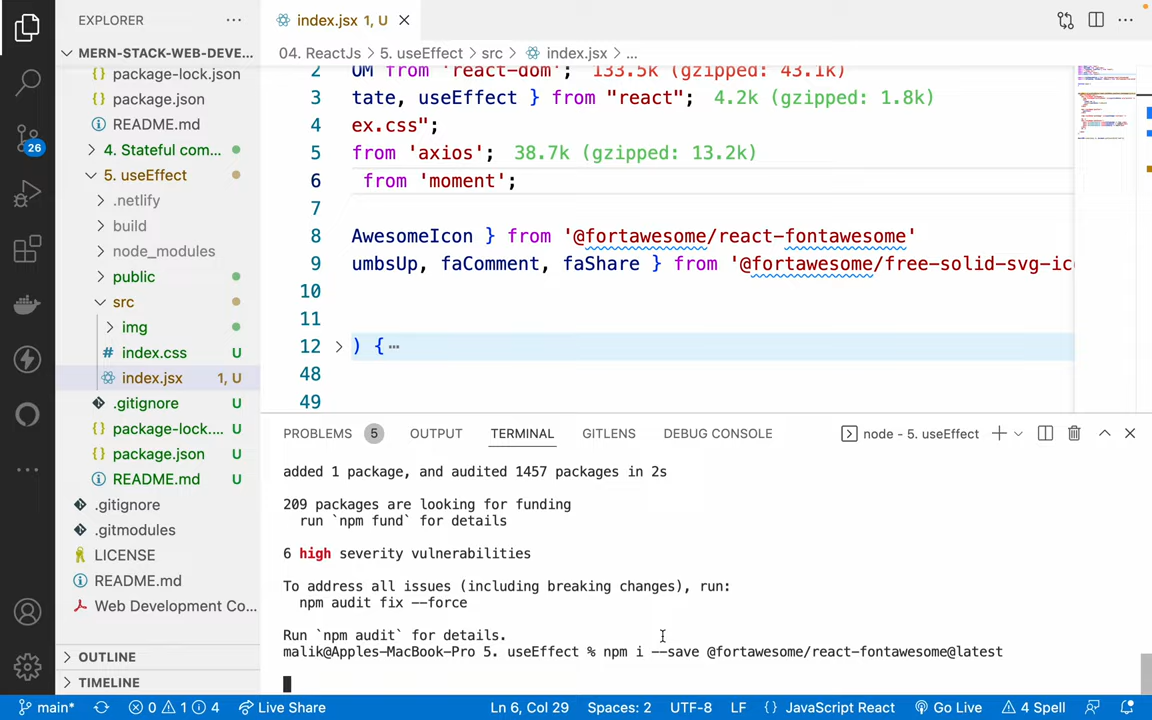 EXPLORER
MERN-STACK-WEB-DEVE...
package-lock.json
package.json
README.md
4. Stateful com...
5. useEffect
.netlify
build
node_modules
public
src
img
# index.css U
index.jsx 1, U
.gitignore U
{} package-lock.... U
{} package.json U
README.md U
.gitignore
.gitmodules
LICENSE
README.md
Web Development Co...
OUTLINE
TIMELINE
26
index.jsx 1, U
04. ReactJs > 5. useEffect > src > index.jsx > ...
2 OM from 'react-dom'; 133.5k (gzipped: 43.1k)
3 tate, useEffect } from "react"; 4.2k (gzipped: 1.8k)
4 ex.css";
5 from 'axios'; 38.7k (gzipped: 13.2k)
6 from 'moment';
7
8 AwesomeIcon } from '@fortawesome/react-fontawesome'
9 umbsUp, faComment, faShare } from '@fortawesome/free-solid-svg-ic
10
11
12 ) { ...
48
49
PROBLEMS 5 OUTPUT TERMINAL GITLENS DEBUG CONSOLE node - 5. useEffect
added 1 package, and audited 1457 packages in 2s
209 packages are looking for funding
run `npm fund` for details
6 high severity vulnerabilities
To address all issues (including breaking changes), run:
npm audit fix --force
Run `npm audit` for details.
malik@Apples-MacBook-Pro 5. useEffect % npm i --save @fortawesome/react-fontawesome@latest
main* 0 1 4 Live Share Ln 6, Col 29 Spaces: 2 UTF-8 LF {} JavaScript React Go Live 4 Spell